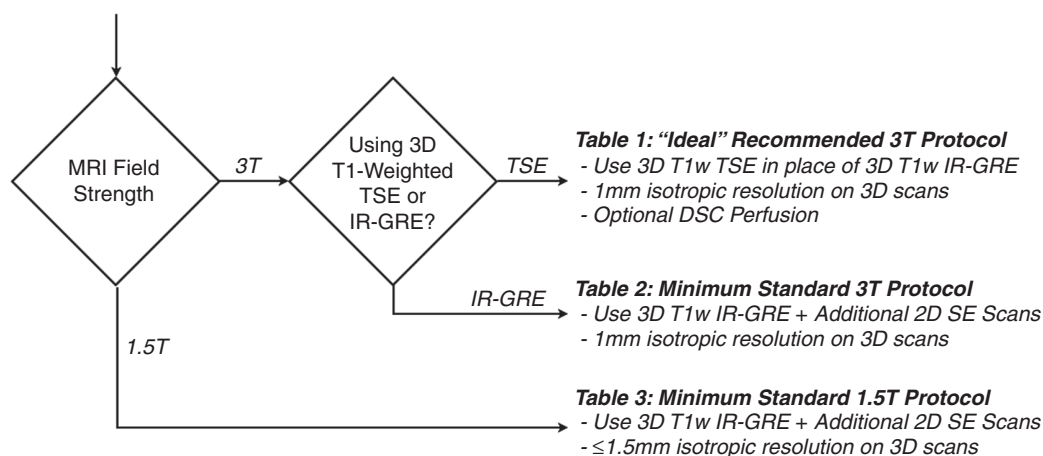 MRI Field
Strength
3T
Using 3D
T1-Weighted
TSE or
IR-GRE?
TSE
Table 1: “Ideal” Recommended 3T Protocol
- Use 3D T1w TSE in place of 3D T1w IR-GRE
- 1mm isotropic resolution on 3D scans
- Optional DSC Perfusion
IR-GRE
Table 2: Minimum Standard 3T Protocol
- Use 3D T1w IR-GRE + Additional 2D SE Scans
- 1mm isotropic resolution on 3D scans
1.5T
Table 3: Minimum Standard 1.5T Protocol
- Use 3D T1w IR-GRE + Additional 2D SE Scans
- ≤1.5mm isotropic resolution on 3D scans